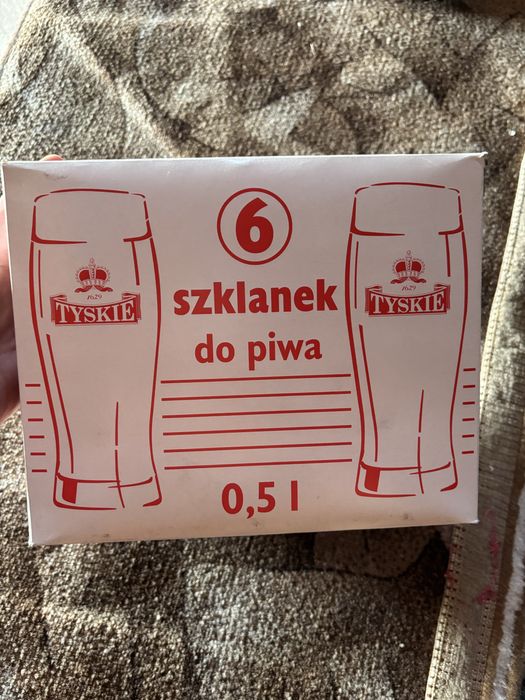 6
szklanek
do piwa
0,5 l
1629
TYSKIE
1629
TYSKIE